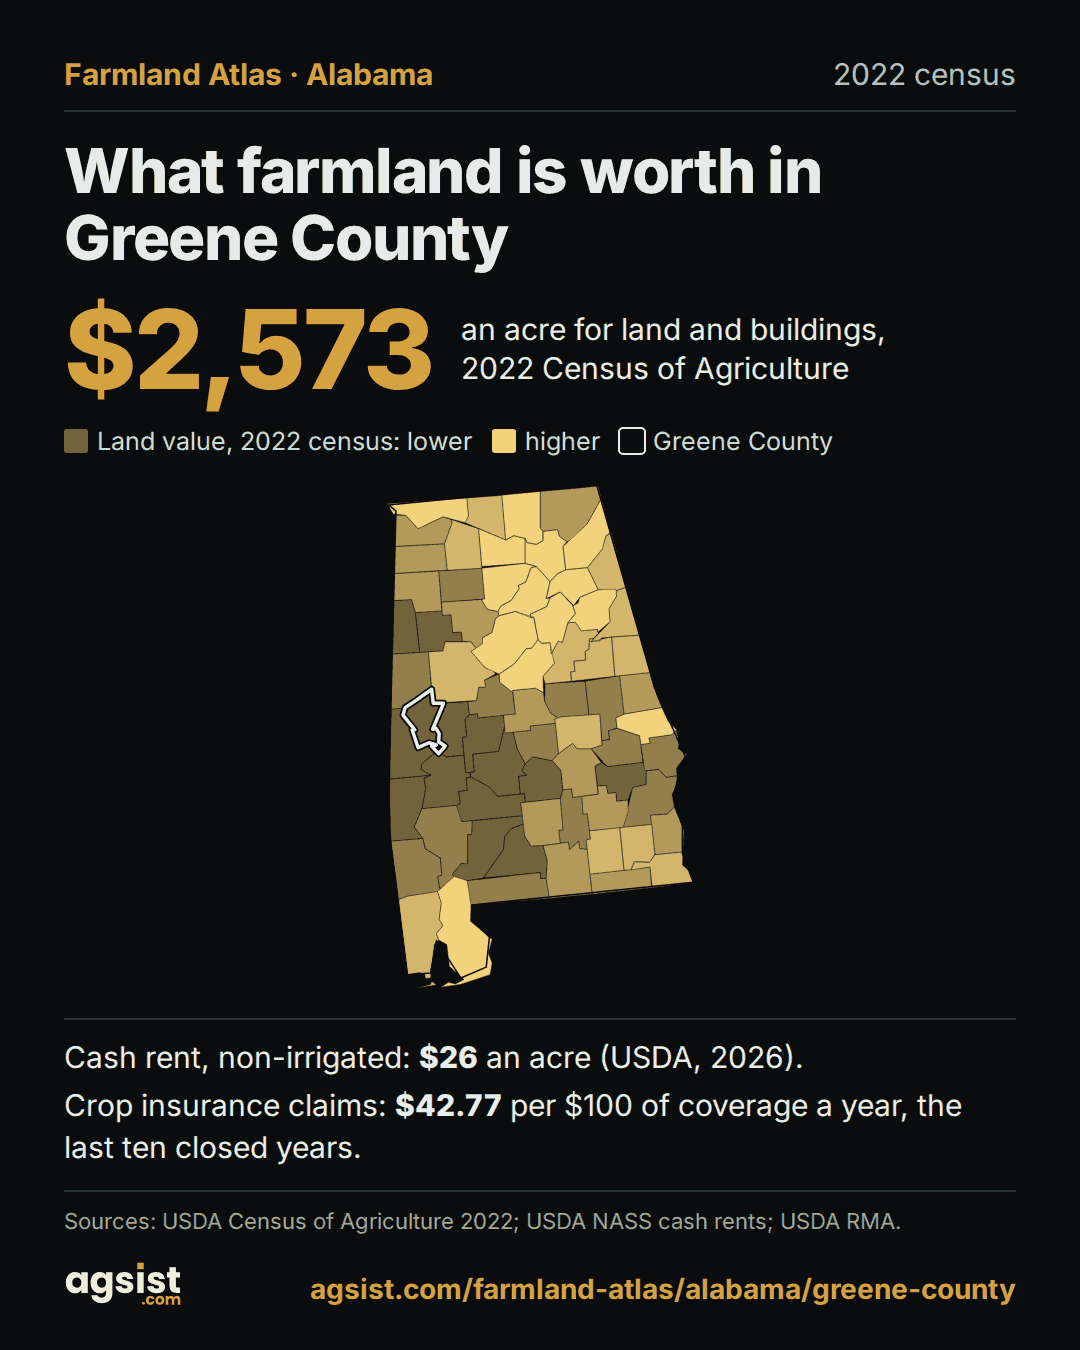 Farmland Atlas · Alabama
2022 census
What farmland is worth in
Greene County
$2,573
an acre for land and buildings,
2022 Census of Agriculture
Land value, 2022 census: lower
higher
Greene County
Cash rent, non-irrigated: $26 an acre (USDA, 2026).
Crop insurance claims: $42.77 per $100 of coverage a year, the
last ten closed years.
Sources: USDA Census of Agriculture 2022; USDA NASS cash rents; USDA RMA.
agsist
.com
agsist.com/farmland-atlas/alabama/greene-county